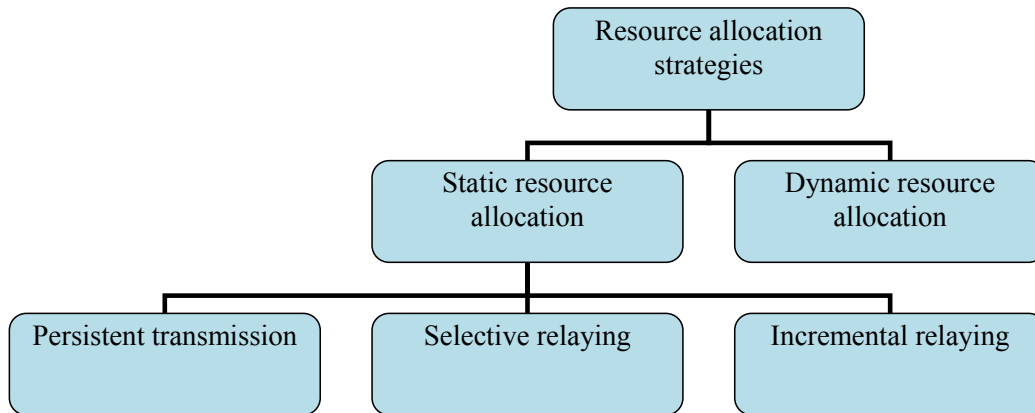 Resource allocation
strategies
Static resource
allocation
Dynamic resource
allocation
Persistent transmission
Selective relaying
Incremental relaying